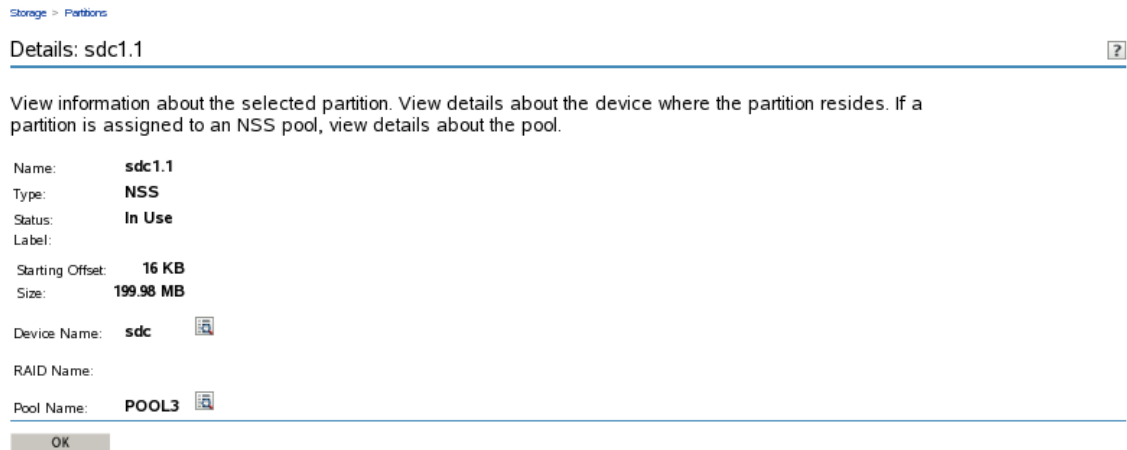 Storage > Partitions
Details: sdc1.1
?
View information about the selected partition. View details about the device where the partition resides. If a
partition is assigned to an NSS pool, view details about the pool.
Name: sdc1.1
Type: NSS
Status: In Use
Label:
Starting Offset: 16 KB
Size: 199.98 MB
Device Name: sdc
RAID Name:
Pool Name: POOL3
OK